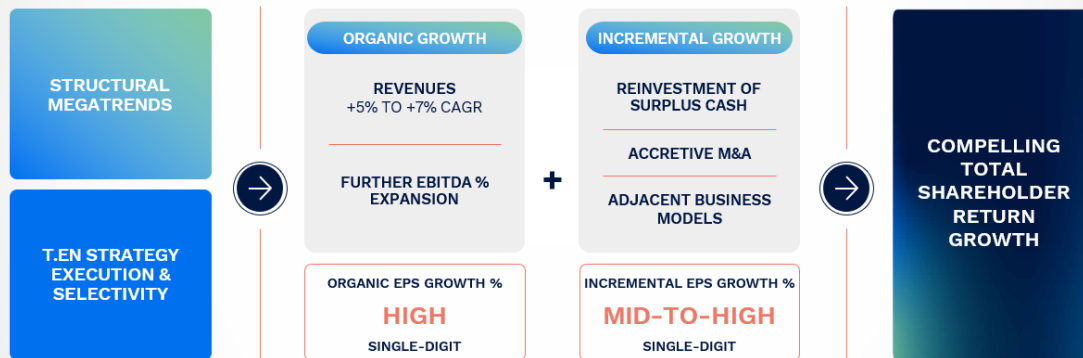 STRUCTURAL
MEGATRENDS
T.EN STRATEGY
EXECUTION &
SELECTIVITY
ORGANIC GROWTH
REVENUES
+5% TO +7% CAGR
FURTHER EBITDA %
EXPANSION
ORGANIC EPS GROWTH %
HIGH
SINGLE-DIGIT
+
INCREMENTAL GROWTH
REINVESTMENT OF
SURPLUS CASH
ACCRETIVE M&A
ADJACENT BUSINESS
MODELS
INCREMENTAL EPS GROWTH %
MID-TO-HIGH
SINGLE-DIGIT
COMPELLING
TOTAL
SHAREHOLDER
RETURN
GROWTH